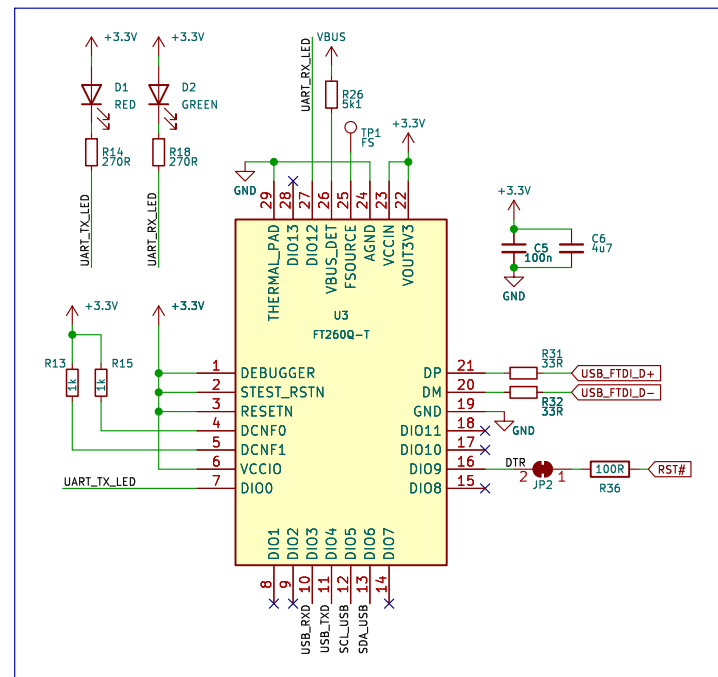 +3.3V
+3.3V
D1
RED
D2
GREEN
R14
270R
R18
270R
UART_TX_LED
UART_RX_LED
UART_RX_LED
VBUS
R26
5k1
TP1
FS
+3.3V
GND
29
28
27
26
25
24
23
22
THERMAL_PAD
DIO13
DIO12
VBUS_DET
FSOURCE
AGND
VCCIN
VOUT3V3
+3.3V
C5
100n
C6
4u7
GND
U3
FT260Q-T
+3.3V
+3.3V
R13
1k
R15
1k
1
DEBUGGER
2
STEST_RSTN
3
RESETN
4
DCNF0
5
DCNF1
6
VCCIO
7
DIO0
UART_TX_LED
DP
21
R31
33R
USB_FTDI_D+
DM
20
R32
33R
USB_FTDI_D-
GND
19
GND
DIO11
18
DIO10
17
DIO9
16
DTR
2
JP2
1
100R
R36
RST#
DIO8
15
DIO1
DIO2
DIO3
DIO4
DIO5
DIO6
DIO7
8
9
10
11
12
13
14
USB_RXD
USB_TXD
SCL_USB
SDA_USB